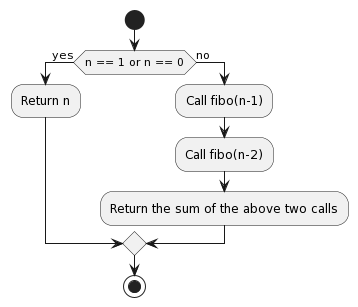 yes
n == 1 or n == 0
no
Return n
Call fibo(n-1)
Call fibo(n-2)
Return the sum of the above two calls